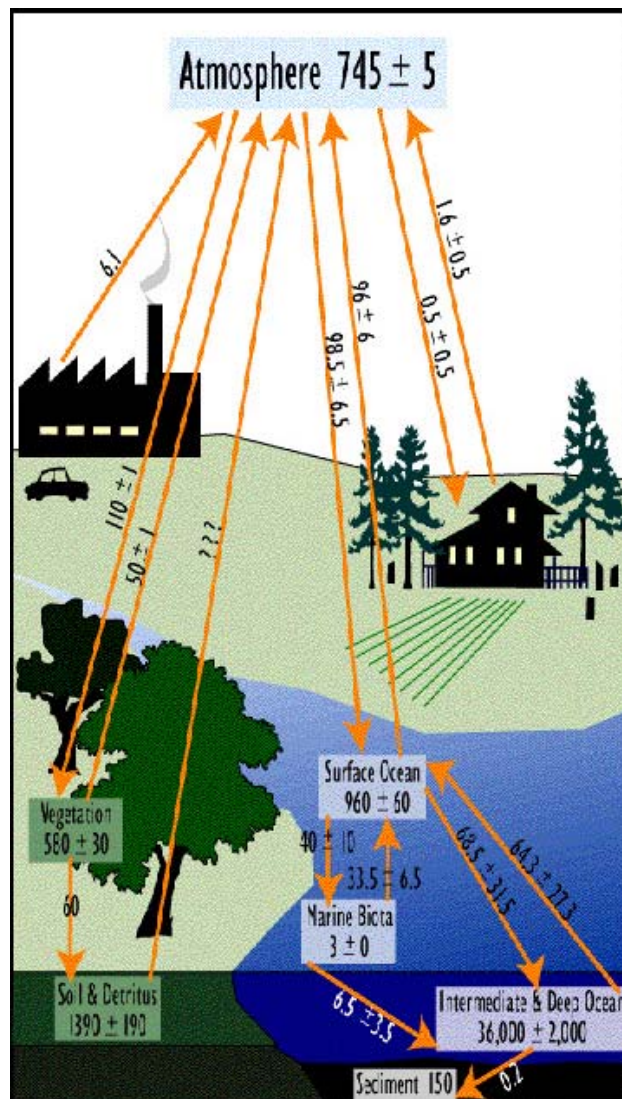 Atmosphere 745 ± 5
6.1
1.6 ± 0.5
0.5 ± 0.5
96 ± 6
98.5 ± 6.5
110 ± 1
50 ± 1
???
Surface Ocean
960 ± 60
Vegetation
580 ± 30
40 ± 10
33.5 ± 6.5
68.5 ± 31.5
64.3 ± 27.3
60
Marine Biota
3 ± 0
Soil & Detritus
1390 ± 190
6.5 ±3.5
Intermediate & Deep Ocean
36,000 ± 2,000
0.2
Sediment 150